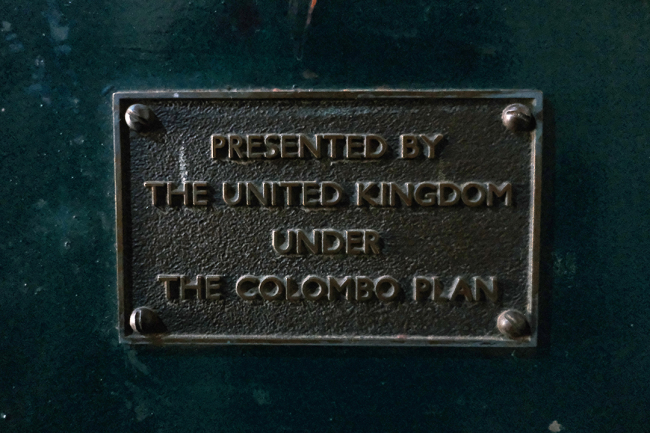 PRESENTED BY
THE UNITED KINGDOM
UNDER
THE COLOMBO PLAN